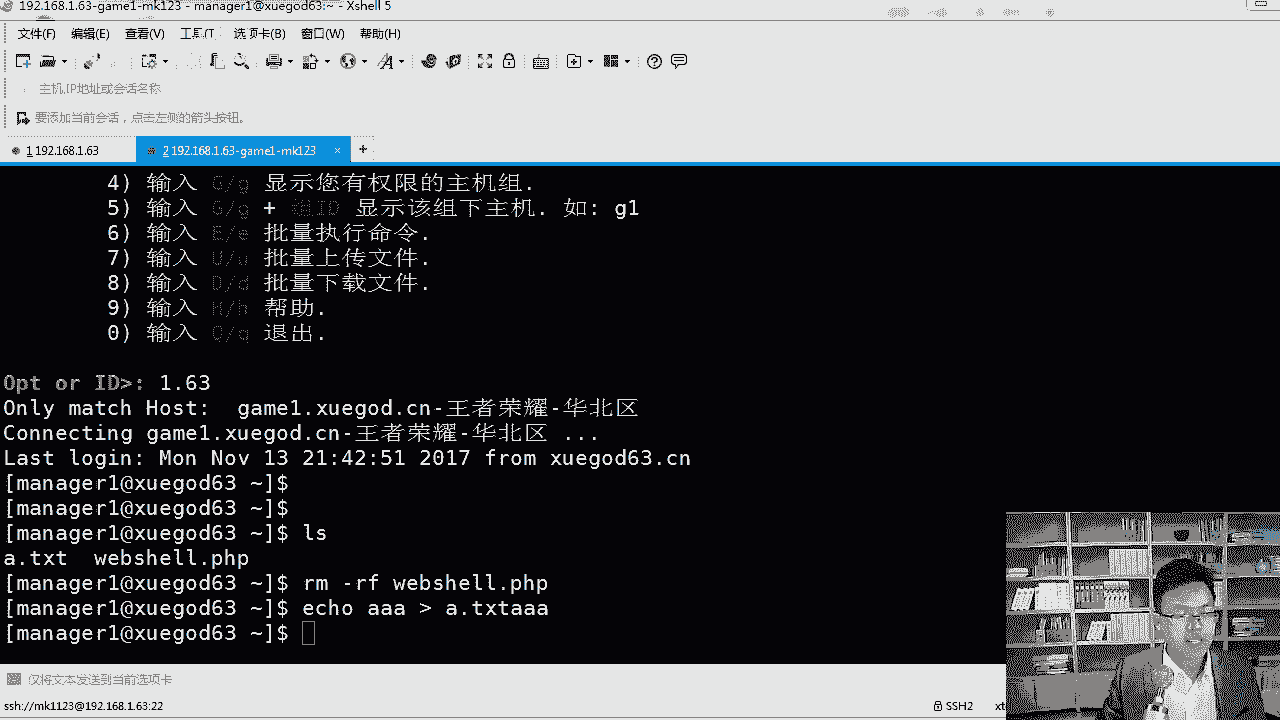 192.168.1.63-game1-mk123 - manager1@xuegod63:~ - Xshell 5
文件(F) 编辑(E) 查看(V) 工具(T) 选项卡(B) 窗口(W) 帮助(H)
主机,IP地址或会话名称
要添加当前会话，点击左侧的箭头按钮。
1 192.168.1.63 2 192.168.1.63-game1-mk123 × +
4) 输入 G/g 显示您有权限的主机组.
5) 输入 G/g + 组ID 显示该组下主机. 如: g1
6) 输入 E/e 批量执行命令.
7) 输入 U/u 批量上传文件.
8) 输入 D/d 批量下载文件.
9) 输入 H/h 帮助.
0) 输入 Q/q 退出.
Opt or ID>: 1.63
Only match Host:  game1.xuegod.cn-王者荣耀-华北区
Connecting game1.xuegod.cn-王者荣耀-华北区 ...
Last login: Mon Nov 13 21:42:51 2017 from xuegod63.cn
[manager1@xuegod63 ~]$
[manager1@xuegod63 ~]$
[manager1@xuegod63 ~]$ ls
a.txt  webshell.php
[manager1@xuegod63 ~]$ rm -rf webshell.php
[manager1@xuegod63 ~]$ echo aaa > a.txtaaa
[manager1@xuegod63 ~]$
仅将文本发送到当前选项卡
ssh://mk1123@192.168.1.63:22 SSH2 xt